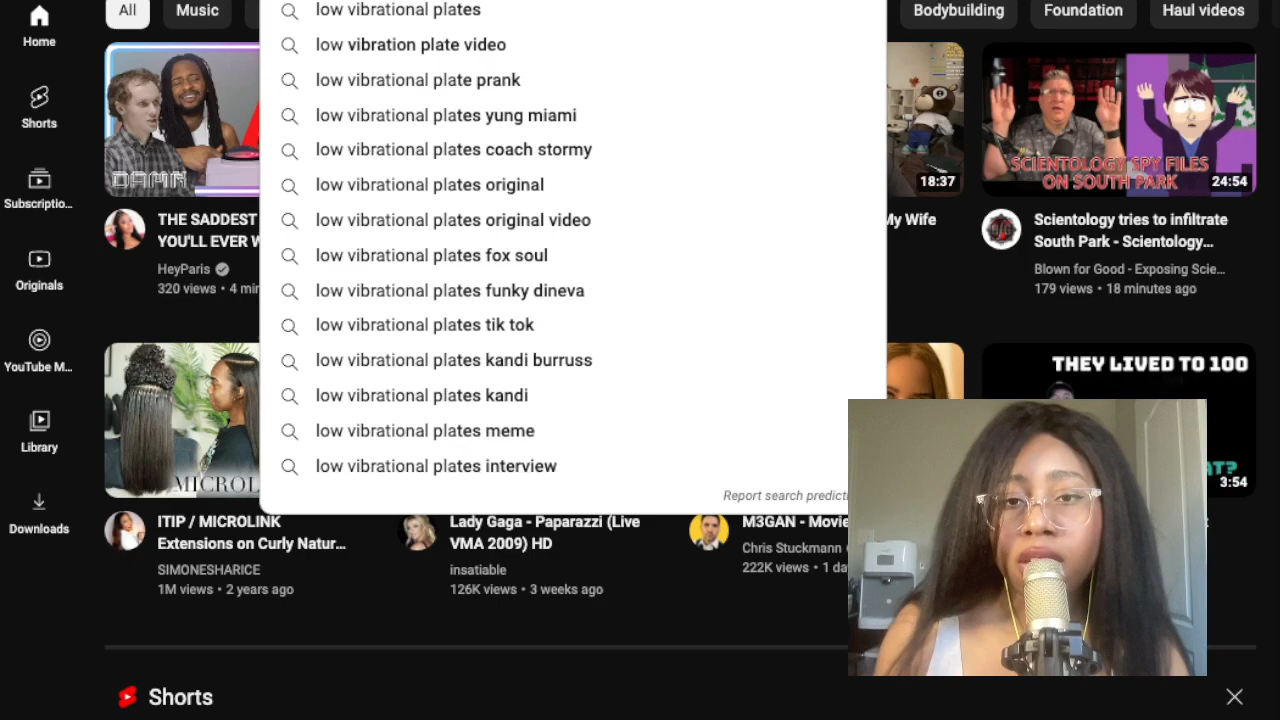 All
Music
Bodybuilding
Foundation
Haul videos
low vibrational plates
low vibration plate video
low vibrational plate prank
low vibrational plates yung miami
low vibrational plates coach stormy
low vibrational plates original
low vibrational plates original video
low vibrational plates fox soul
low vibrational plates funky dineva
low vibrational plates tik tok
low vibrational plates kandi burruss
low vibrational plates kandi
low vibrational plates meme
low vibrational plates interview
Report search predict
Home
Shorts
Subscriptio...
Originals
YouTube M...
Library
Downloads
DAMN
THE SADDEST
YOU'LL EVER
HeyParis
320 views • 4 min
18:37
My Wife
SCIENTOLOGY SPY FILES
ON SOUTH PARK
24:54
Scientology tries to infiltrate
South Park - Scientology...
Blown for Good - Exposing Scie...
179 views • 18 minutes ago
MICROL
ITIP / MICROLINK
Extensions on Curly Natur...
SIMONESHARICE
1M views • 2 years ago
Lady Gaga - Paparazzi (Live
VMA 2009) HD
insatiable
126K views • 3 weeks ago
M3GAN - Movie
Chris Stuckmann
222K views • 1 da
THEY LIVED TO 100
AT?
3:54
Shorts